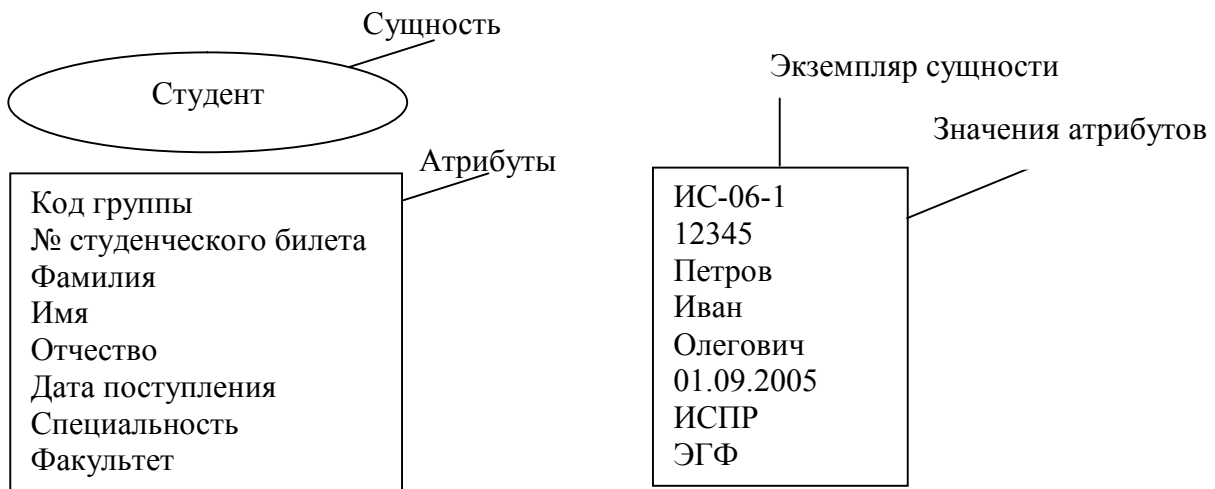 Сущность
Студент
Экземпляр сущности
Значения атрибутов
Атрибуты
Код группы
№ студенческого билета
Фамилия
Имя
Отчество
Дата поступления
Специальность
Факультет
ИС-06-1
12345
Петров
Иван
Олегович
01.09.2005
ИСПР
ЭГФ